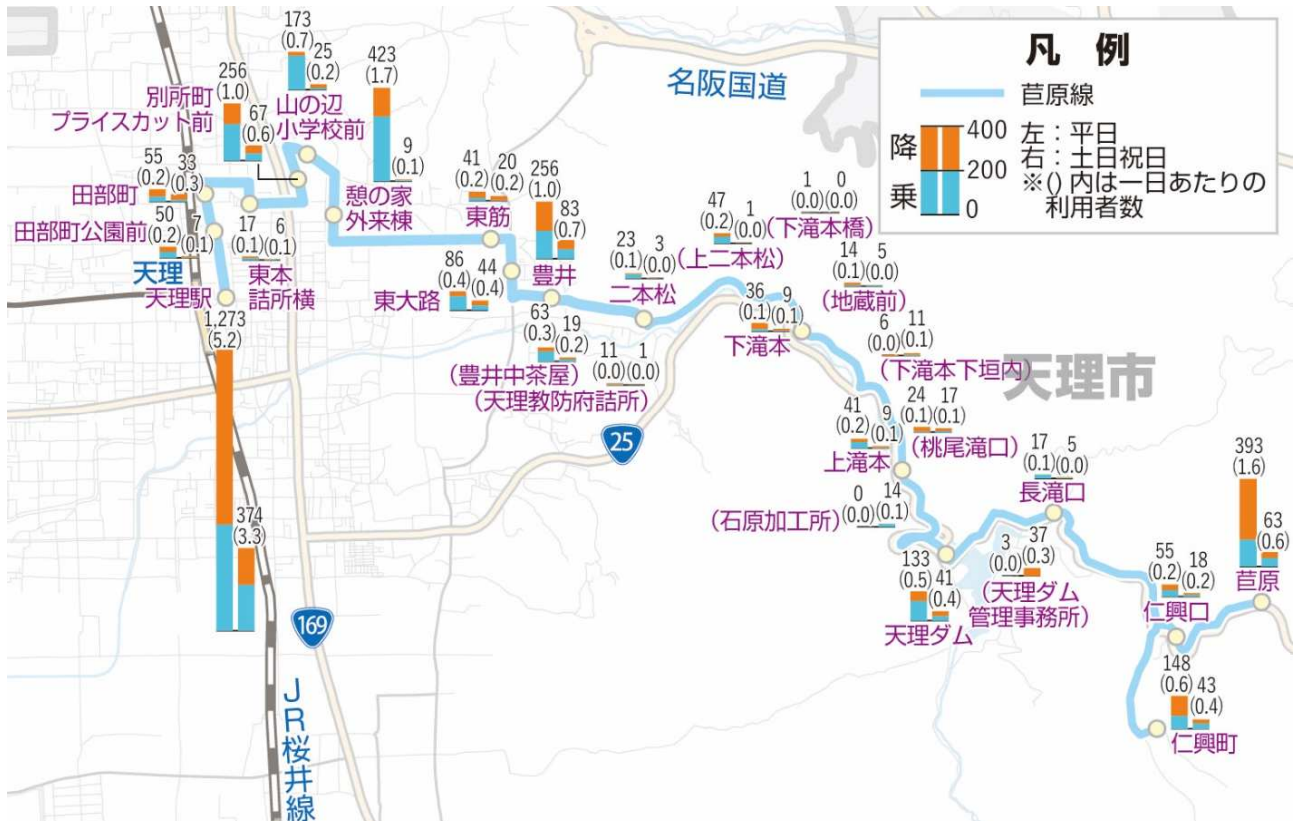 凡 例
苣原線
降
乗
400
200
0
左：平日
右：土日祝日
※()内は一日あたりの
利用者数
名阪国道
天理市
25
169
JR桜井線
173
(0.7)
25
(0.2)
山の辺
小学校前
256
(1.0)
67
(0.6)
別所町
プライスカット前
423
(1.7)
9
(0.1)
憩の家
外来棟
55
(0.2)
33
(0.3)
田部町
50
(0.2)
7
(0.1)
田部町公園前
17
(0.1)
6
(0.1)
東本
詰所横
天理
天理駅
1,273
(5.2)
374
(3.3)
41
(0.2)
20
(0.2)
東筋
86
(0.4)
44
(0.4)
東大路
256
(1.0)
83
(0.7)
豊井
63
(0.3)
19
(0.2)
(豊井中茶屋)
11
(0.0)
1
(0.0)
(天理教防府詰所)
23
(0.1)
3
(0.0)
二本松
47
(0.2)
1
(0.0)
(上二本松)
1
(0.0)
0
(0.0)
(下滝本橋)
36
(0.1)
9
(0.1)
下滝本
14
(0.1)
5
(0.0)
(地蔵前)
6
(0.0)
11
(0.1)
(下滝本下垣内)
24
(0.1)
17
(0.1)
(桃尾滝口)
41
(0.2)
9
(0.1)
上滝本
0
(0.0)
14
(0.1)
(石原加工所)
133
(0.5)
41
(0.4)
天理ダム
3
(0.0)
37
(0.3)
(天理ダム
管理事務所)
17
(0.1)
5
(0.0)
長滝口
55
(0.2)
18
(0.2)
仁興口
148
(0.6)
43
(0.4)
仁興町
393
(1.6)
63
(0.6)
苣原